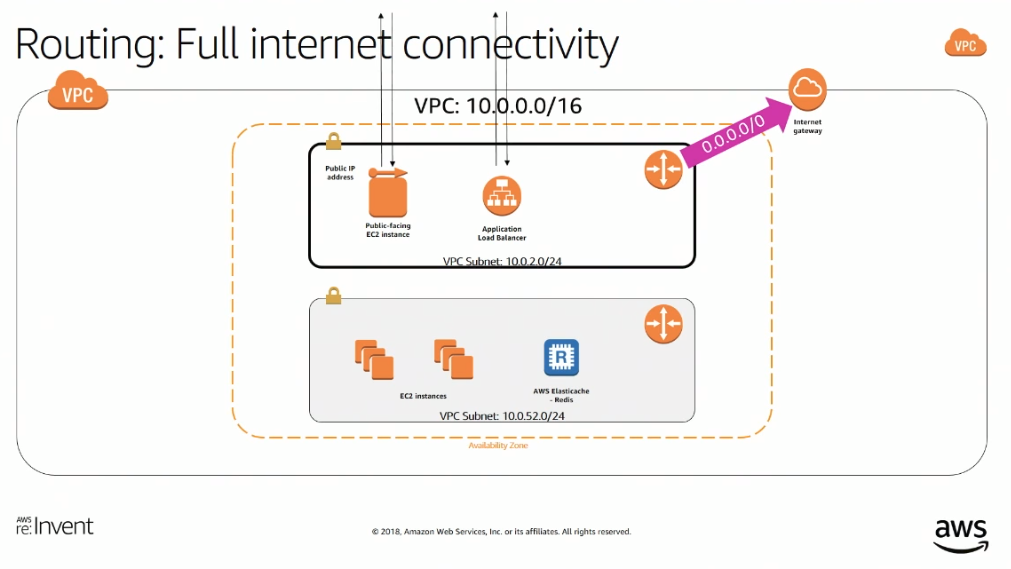 Routing: Full internet connectivity
VPC
VPC
VPC: 10.0.0.0/16
0.0.0.0/0
Internet
gateway
Public IP
address
Public-facing
EC2 instance
Application
Load Balancer
VPC Subnet: 10.0.2.0/24
EC2 instances
R
AWS Elasticache
- Redis
VPC Subnet: 10.0.52.0/24
Availability Zone
AWS
re:Invent
© 2018, Amazon Web Services, Inc. or its affiliates. All rights reserved.
aws